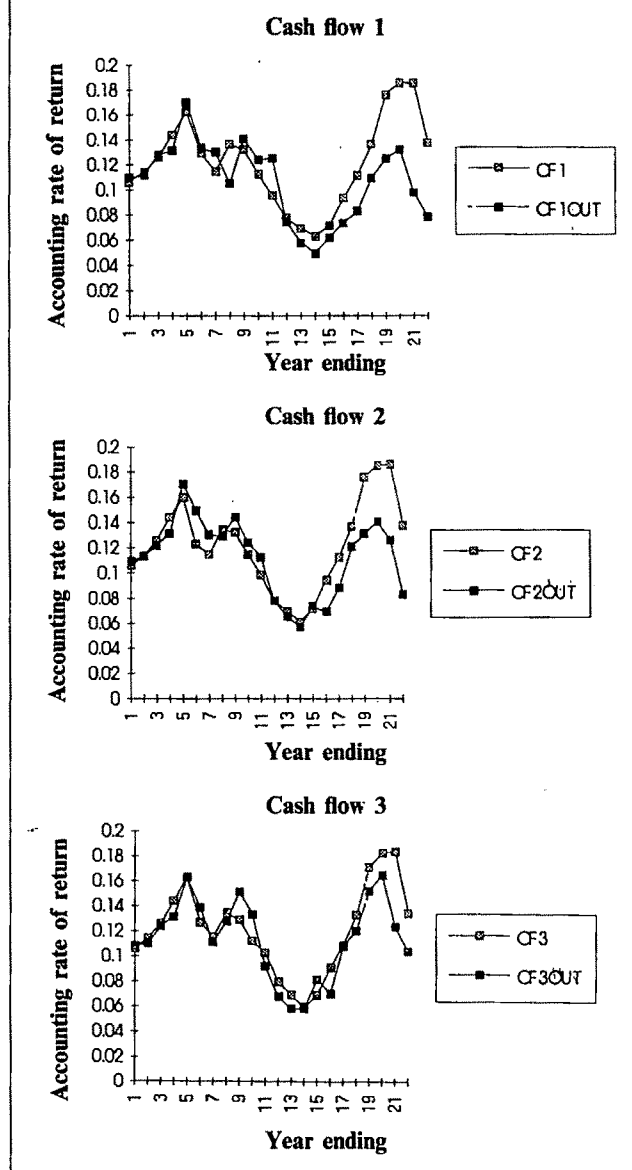 Cash flow 1
Accounting rate of return
0.2
0.18
0.16
0.14
0.12
0.1
0.08
0.06
0.04
0.02
0
1 3 5 7 9 11 13 15 17 19 21
Year ending
CF1
CF1OUT
Cash flow 2
Accounting rate of return
0.2
0.18
0.16
0.14
0.12
0.1
0.08
0.06
0.04
0.02
0
1 3 5 7 9 11 13 15 17 19 21
Year ending
CF2
CF2OUT
Cash flow 3
Accounting rate of return
0.2
0.18
0.16
0.14
0.12
0.1
0.08
0.06
0.04
0.02
0
1 3 5 7 9 11 13 15 17 19 21
Year ending
CF3
CF3OUT